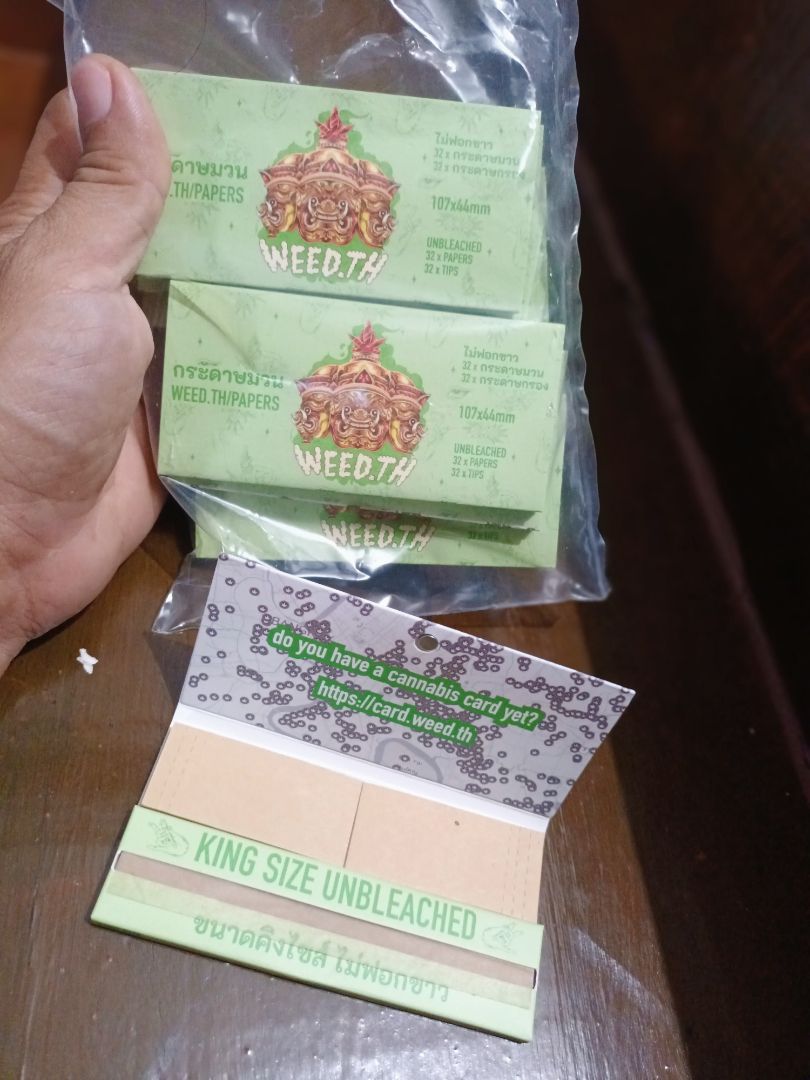 กระดาษมวน
.TH/PAPERS
WEED.TH
ไม่ฟอกขาว
32 x กระดาษมวน
32 x กระดาษกรอง
107x44mm
UNBLEACHED
32 x PAPERS
32 x TIPS
กระดาษมวน
WEED.TH/PAPERS
WEED.TH
ไม่ฟอกขาว
32 x กระดาษมวน
32 x กระดาษกรอง
107x44mm
UNBLEACHED
32 x PAPERS
32 x TIPS
WEED.TH
32 x TIPS
do you have a cannabis card yet?
https://card.weed.th
KING SIZE UNBLEACHED
ขนาดคิงไซส์ ไม่ฟอกขาว